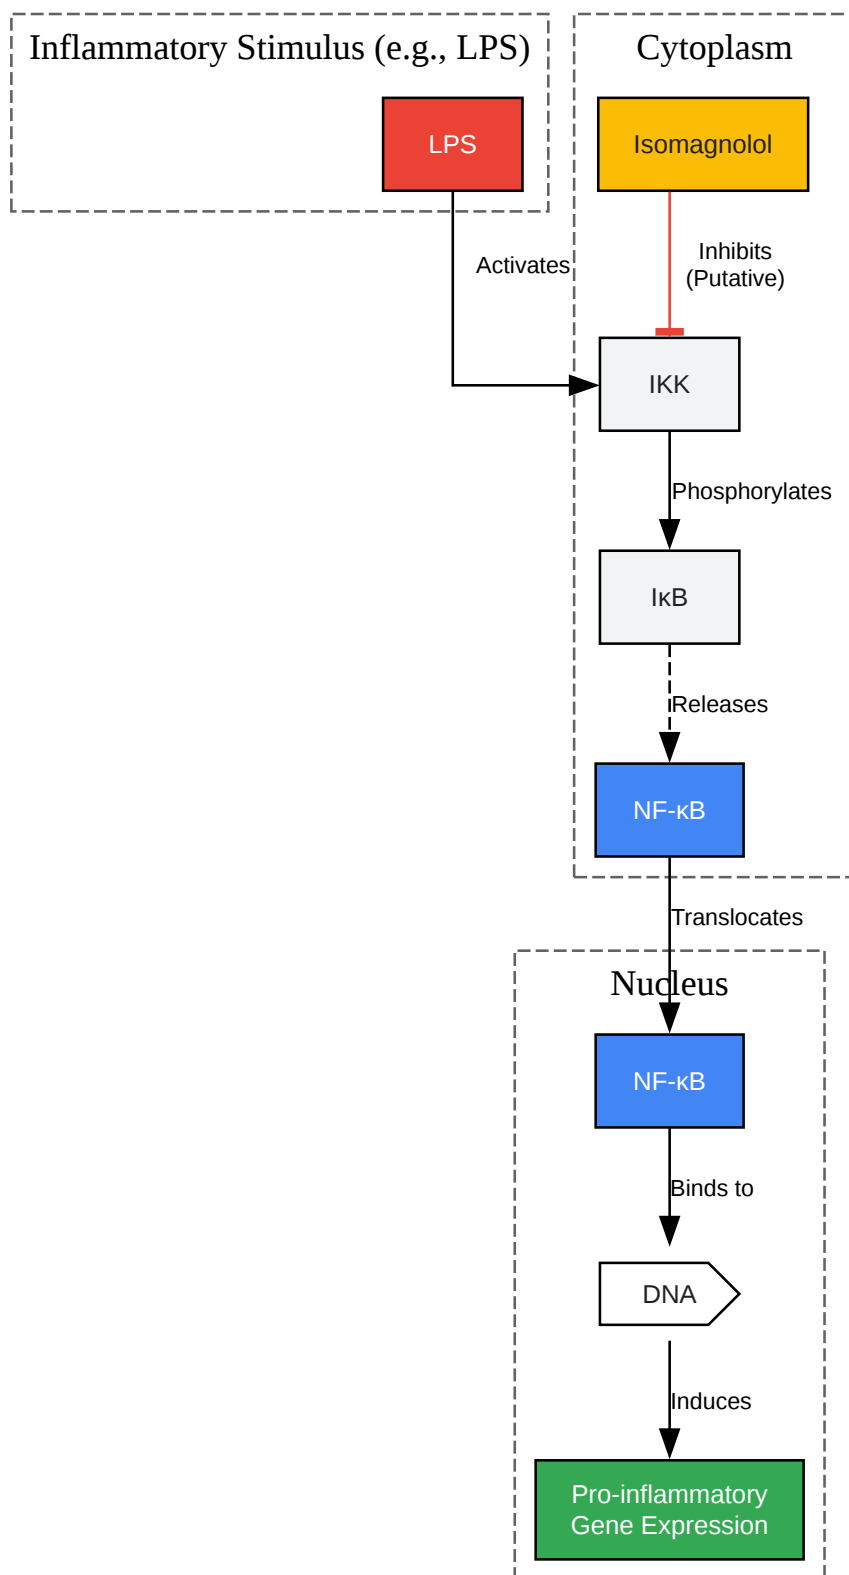 Inflammatory Stimulus (e.g., LPS)
Cytoplasm
LPS
Isomagnolol
Activates
Inhibits
(Putative)
IKK
Phosphorylates
IκB
Releases
NF-κB
Translocates
Nucleus
NF-κB
Binds to
DNA
Induces
Pro-inflammatory
Gene Expression